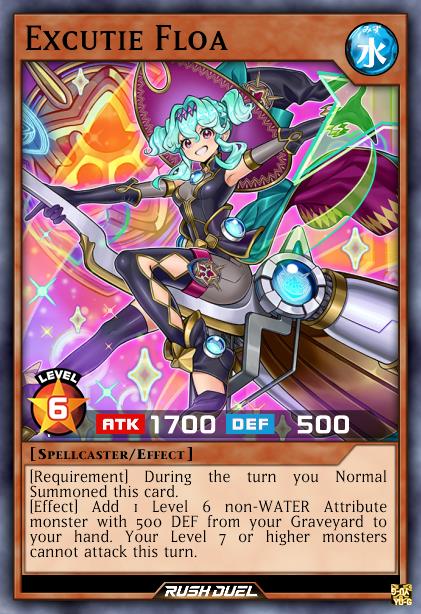 Excutie Floa
みず
水
LEVEL
6
ATK 1700 DEF 500
[Spellcaster/Effect]
[Requirement] During the turn you Normal
Summoned this card.
[Effect] Add 1 Level 6 non-WATER Attribute
monster with 500 DEF from your Graveyard to
your hand. Your Level 7 or higher monsters
cannot attack this turn.
RUSH DUEL